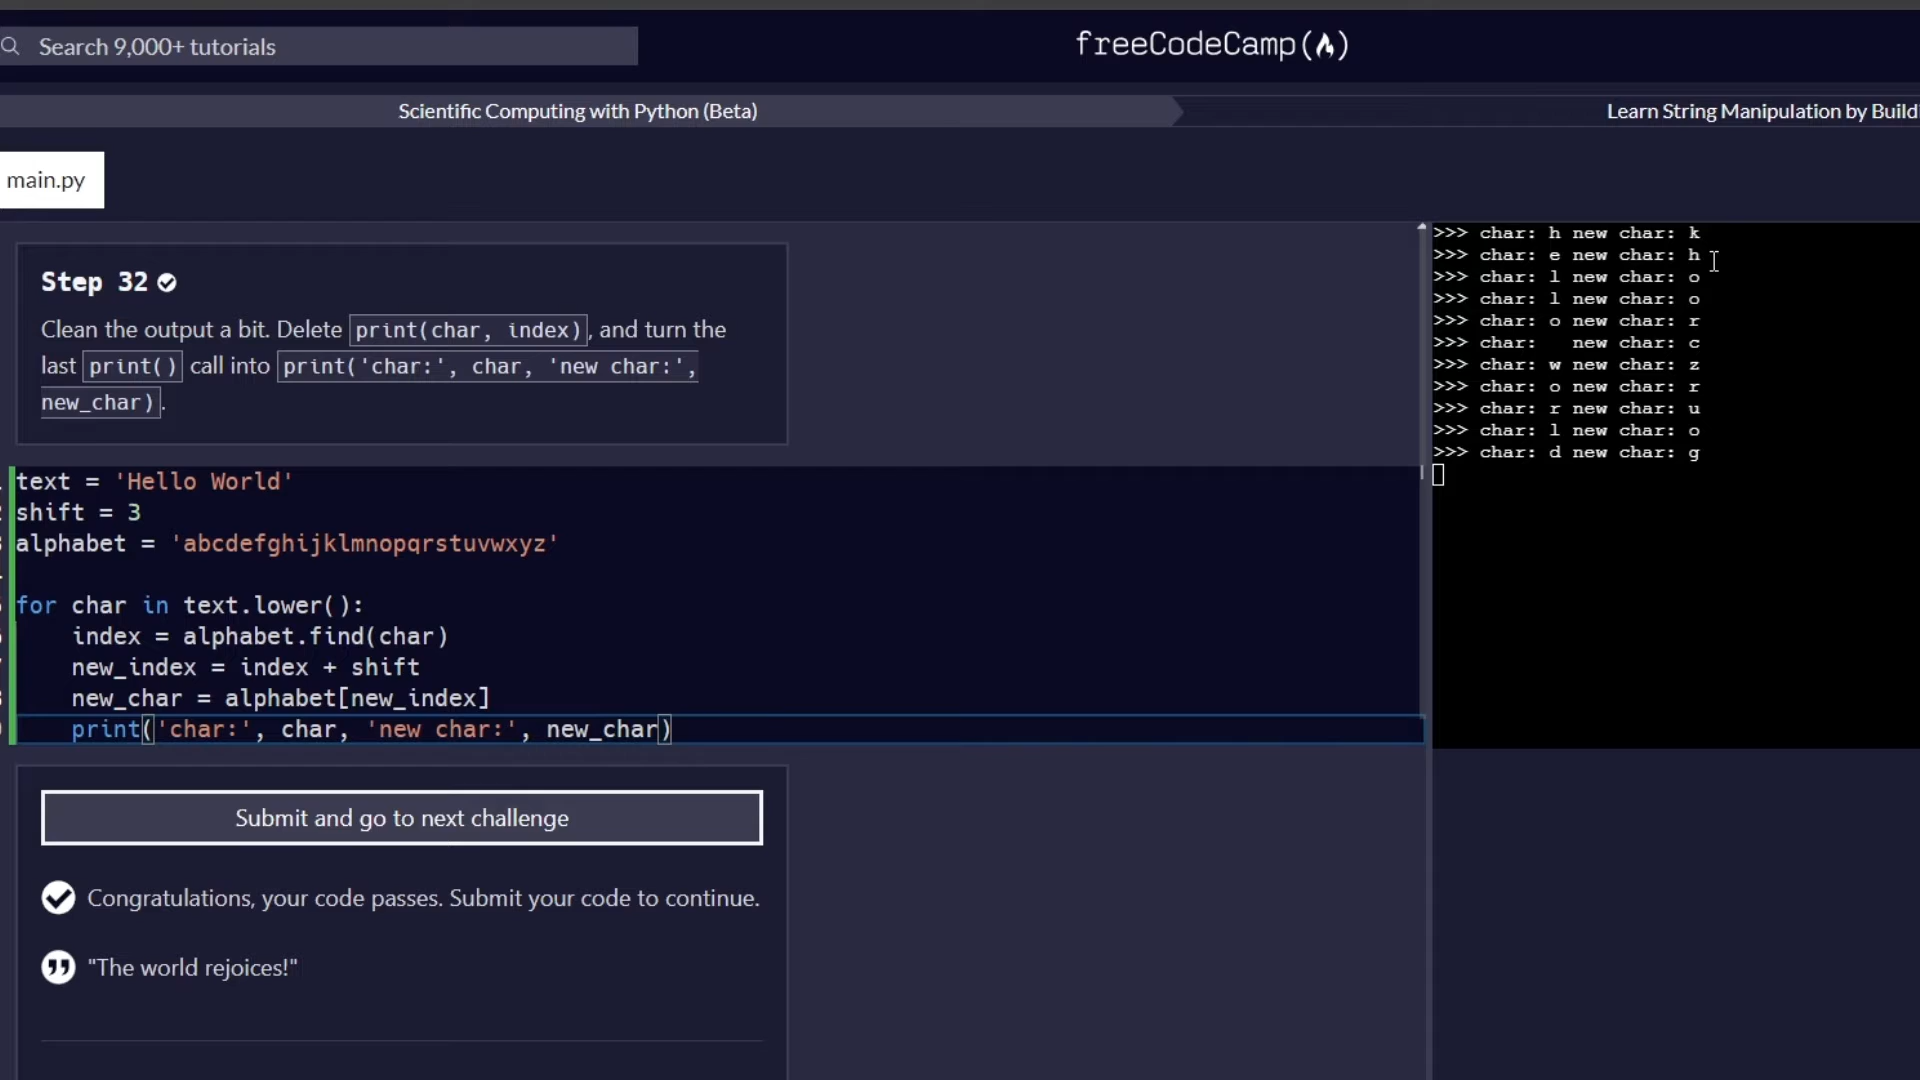 Search 9,000+ tutorials
freeCodeCamp
Scientific Computing with Python (Beta)
Learn String Manipulation by
main.py
Step 32
Clean the output a bit. Delete print(char, index), and turn the
last print() call into print('char:', char, 'new char:',
new_char).
text = 'Hello World'
shift = 3
alphabet = 'abcdefghijklmnopqrstuvwxyz'
for char in text.lower():
    index = alphabet.find(char)
    new_index = index + shift
    new_char = alphabet[new_index]
    print('char:', char, 'new char:', new_char)
Submit and go to next challenge
Congratulations, your code passes. Submit your code to continue.
"The world rejoices!"
>>> char: h new char: k
>>> char: e new char: h
>>> char: l new char: o
>>> char: l new char: o
>>> char: o new char: r
>>> char:   new char: c
>>> char: w new char: z
>>> char: o new char: r
>>> char: r new char: u
>>> char: l new char: o
>>> char: d new char: g